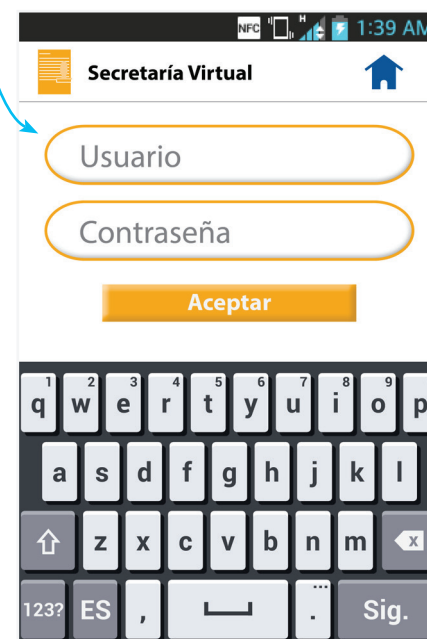 NFC H 1:39 AM
Secretaría Virtual
Usuario
Contraseña
Aceptar
1 2 3 4 5 6 7 8 9
q w e r t y u i o p
a s d f g h j k l
z x c v b n m x
123? ES , . ... Sig.